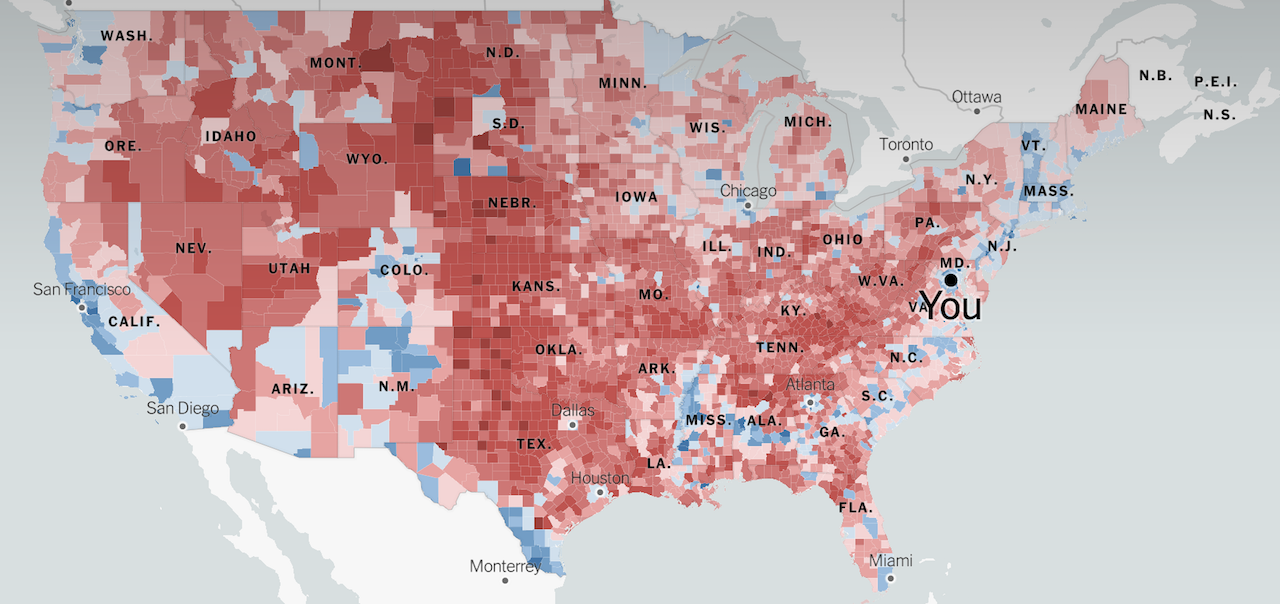 WASH.
MONT.
N.D.
MINN.
N.B.
P.E.I.
Ottawa
MAINE
N.S.
IDAHO
S.D.
WIS.
MICH.
ORE.
WYO.
Toronto
VT.
N.Y.
MASS.
NEBR.
IOWA
Chicago
PA.
NEV.
UTAH
COLO.
ILL.
IND.
OHIO
N.J.
MD.
San Francisco
KANS.
MO.
W.VA.
KY.
VA
You
CALIF.
OKLA.
TENN.
N.C.
ARK.
ARIZ.
N.M.
Atlanta
S.C.
San Diego
Dallas
MISS.
ALA.
GA.
TEX.
LA.
Houston
FLA.
Monterrey
Miami